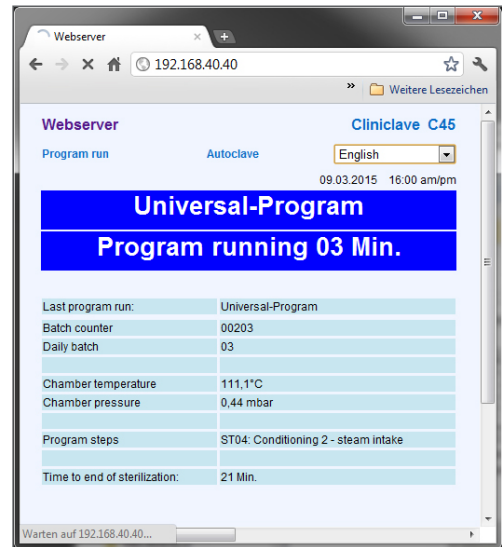 Webserver
192.168.40.40
» Weitere Lesezeichen
Webserver Cliniclave C45
Program run Autoclave English
09.03.2015 16:00 am/pm
Universal-Program
Program running 03 Min.
Last program run: Universal-Program
Batch counter 00203
Daily batch 03
Chamber temperature 111,1°C
Chamber pressure 0,44 mbar
Program steps ST04: Conditioning 2 - steam intake
Time to end of sterilization: 21 Min.
Warten auf 192.168.40.40...